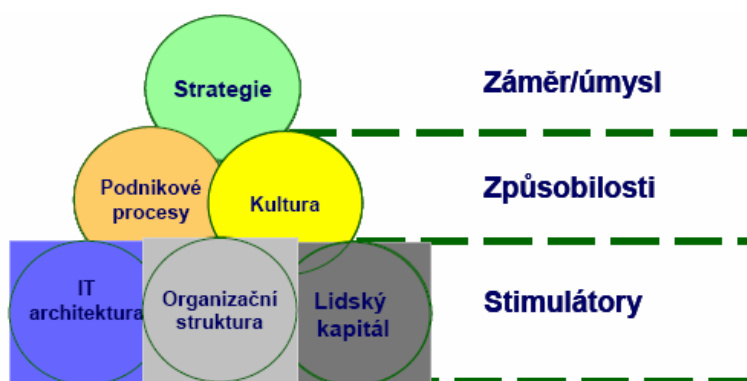 Strategie
Záměr/úmysl
Podnikové
procesy
Kultura
Způsobilosti
IT
architektura
Organizační
struktura
Lidský
kapitál
Stimulátory